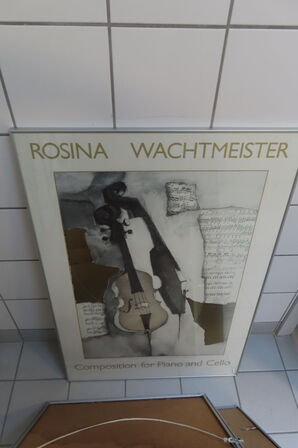 ROSINA WACHTMEISTER
Composition for Piano and Cello